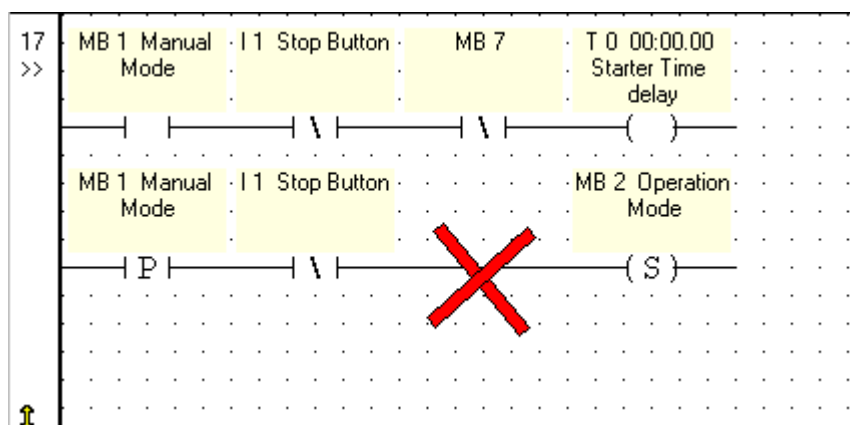 17
>>
MB 1 Manual Mode
I 1 Stop Button
MB 7
T 0 00:00.00 Starter Time delay
MB 1 Manual Mode
I 1 Stop Button
MB 2 Operation Mode
P
S